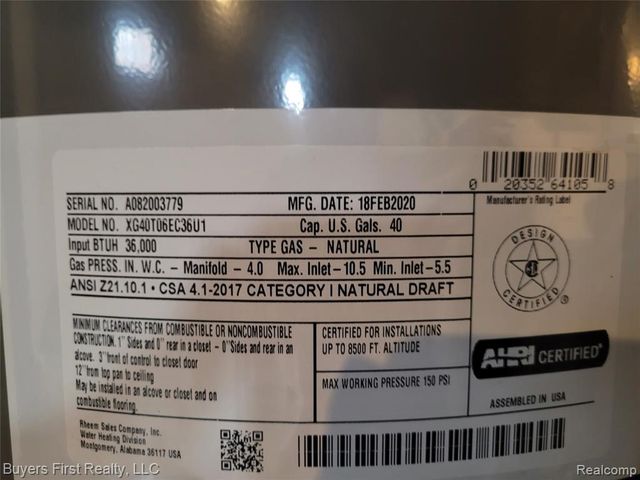 0 20352 64105 8
Manufacturer's Rating Label
SERIAL NO. A082003779 MFG. DATE: 18FEB2020
MODEL NO. XG40T06EC36U1 Cap. U.S. Gals. 40
Input BTUH 36,000 TYPE GAS - NATURAL
Gas PRESS. IN. W.C. - Manifold - 4.0 Max. Inlet-10.5 Min. Inlet-5.5
ANSI Z21.10.1 • CSA 4.1-2017 CATEGORY I NATURAL DRAFT
DESIGN
CERTIFIED
®
MINIMUM CLEARANCES FROM COMBUSTIBLE OR NONCOMBUSTIBLE
CONSTRUCTION. 1" Sides and 0" rear in a closet - 0" Sides and rear in an
alcove. 3" front of control to closet door
12" from top pan to ceiling
May be installed in an alcove or closet and on
combustible flooring.
CERTIFIED FOR INSTALLATIONS
UP TO 8500 FT. ALTITUDE
MAX WORKING PRESSURE 150 PSI
AHRI CERTIFIED®
ASSEMBLED IN USA
Rheem Sales Company, Inc.
Water Heating Division
Montgomery, Alabama 36117 USA
Buyers First Realty, LLC
Realcomp